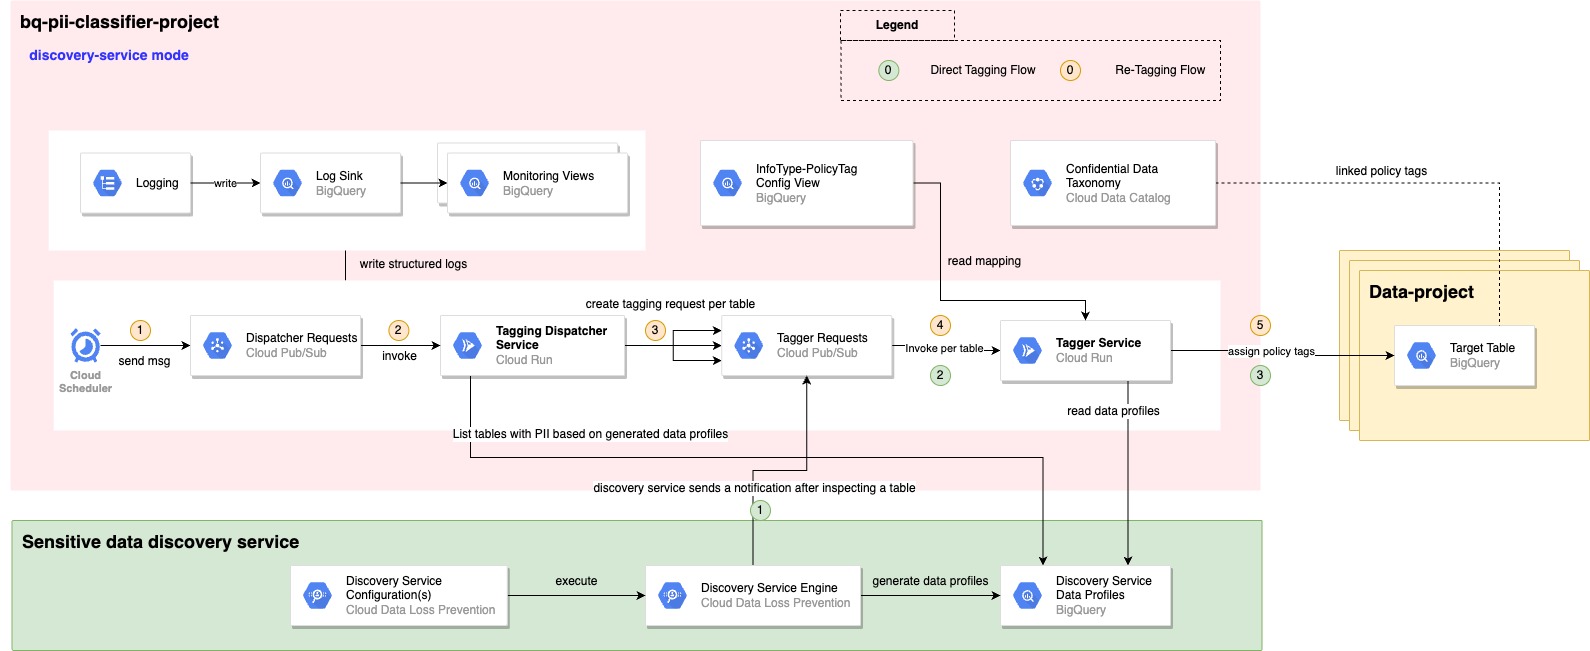 bq-pii-classifier-project
discovery-service mode
Legend
0
Direct Tagging Flow
0
Re-Tagging Flow
Logging
write
Log Sink
BigQuery
Monitoring Views
BigQuery
InfoType-PolicyTag
Config View
BigQuery
Confidential Data
Taxonomy
Cloud Data Catalog
linked policy tags
write structured logs
read mapping
Data-project
Cloud
Scheduler
1
send msg
Dispatcher Requests
Cloud Pub/Sub
2
invoke
Tagging Dispatcher
Service
Cloud Run
create tagging request per table
3
Tagger Requests
Cloud Pub/Sub
4
Invoke per table
2
Tagger Service
Cloud Run
5
assign policy tags
3
Target Table
BigQuery
read data profiles
List tables with PII based on generated data profiles
discovery service sends a notification after inspecting a table
1
Sensitive data discovery service
Discovery Service
Configuration(s)
Cloud Data Loss Prevention
execute
Discovery Service Engine
Cloud Data Loss Prevention
generate data profiles
Discovery Service
Data Profiles
BigQuery